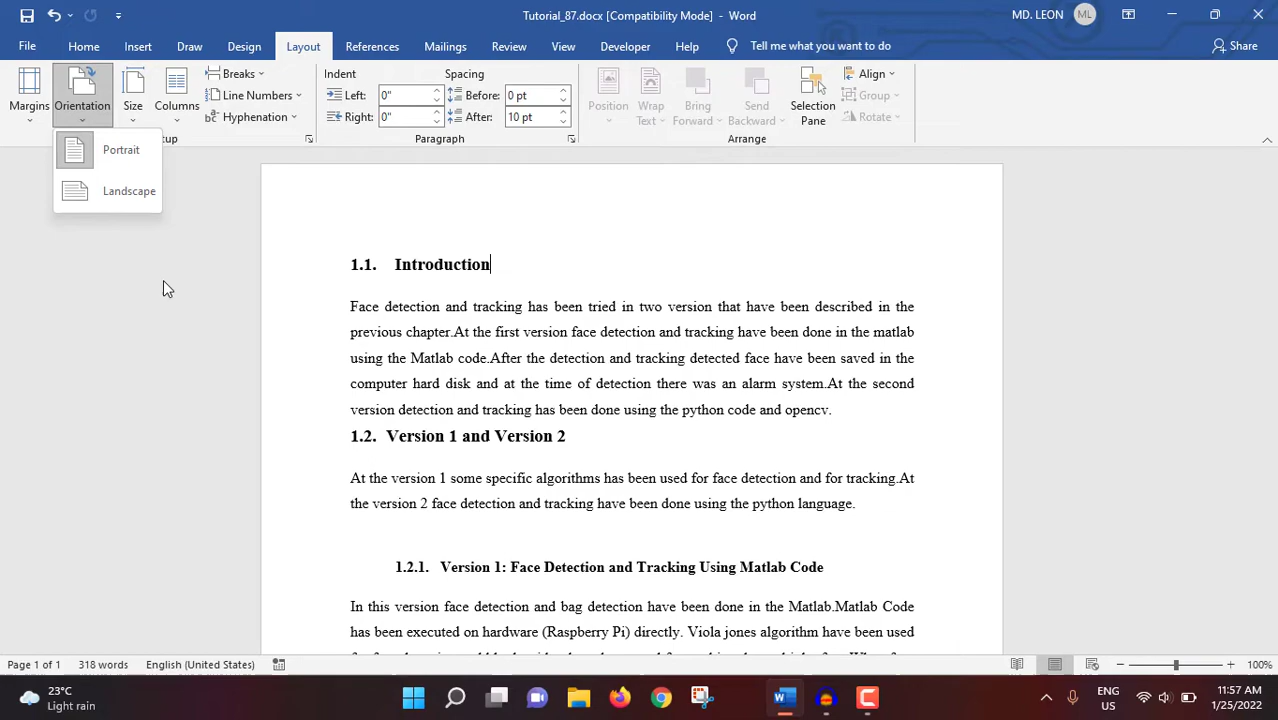 Tutorial_87.docx [Compatibility Mode] - Word
MD. LEON
ML
File Home Insert Draw Design Layout References Mailings Review View Developer Help Tell me what you want to do Share
Margins
Orientation
Size
Columns
Breaks
Line Numbers
Hyphenation
Indent
Left: 0"
Right: 0"
Spacing
Before: 0 pt
After: 10 pt
Position
Wrap Text
Bring Forward
Send Backward
Selection Pane
Align
Group
Rotate
Paragraph
Arrange
Portrait
Landscape
1.1. Introduction
Face detection and tracking has been tried in two version that have been described in the
previous chapter.At the first version face detection and tracking have been done in the matlab
using the Matlab code.After the detection and tracking detected face have been saved in the
computer hard disk and at the time of detection there was an alarm system.At the second
version detection and tracking has been done using the python code and opencv.
1.2. Version 1 and Version 2
At the version 1 some specific algorithms has been used for face detection and for tracking.At
the version 2 face detection and tracking have been done using the python language.
1.2.1. Version 1: Face Detection and Tracking Using Matlab Code
In this version face detection and bag detection have been done in the Matlab.Matlab Code
has been executed on hardware (Raspberry Pi) directly. Viola jones algorithm have been used
Page 1 of 1 318 words English (United States) 100%
23°C
Light rain
ENG
US
11:57 AM
1/25/2022